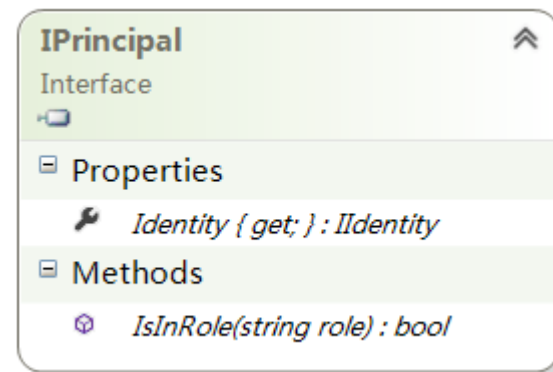 IPrincipal
Interface
Properties
Identity { get; } : IIdentity
Methods
IsInRole(string role) : bool